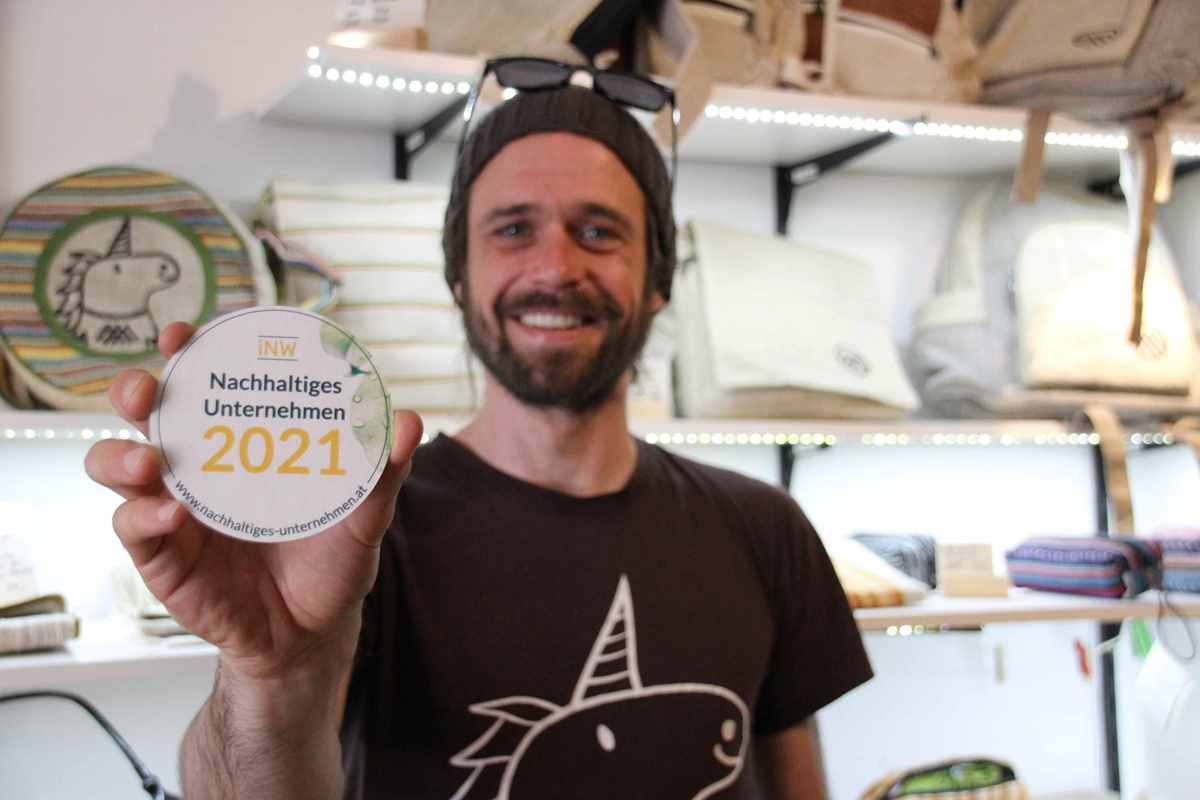 iNW
Nachhaltiges
Unternehmen
2021
www.nachhaltiges-unternehmen.at